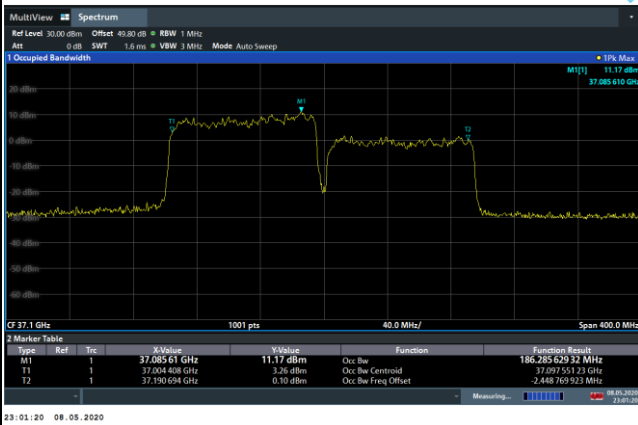 MultiView Spectrum
Ref Level 30.00 dBm Offset 49.80 dB RBW 1 MHz
Att 0 dB SWT 1.6 ms VBW 3 MHz Mode Auto Sweep
1 Occupied Bandwidth 1Pk Max
M1[1] 11.17 dBm
37.085 610 GHz
20 dBm
M1
10 dBm
T1
T2
0 dBm
-10 dBm
-20 dBm
-30 dBm
-40 dBm
-50 dBm
-60 dBm
CF 37.1 GHz 1001 pts 40.0 MHz/ Span 400.0 MHz
2 Marker Table
Type Ref Trc X-Value Y-Value Function Function Result
M1 1 37.085 61 GHz 11.17 dBm Occ Bw 186.285 629 32 MHz
T1 1 37.004 408 GHz 3.26 dBm Occ Bw Centroid 37.097 551 23 GHz
T2 1 37.190 694 GHz 0.10 dBm Occ Bw Freq Offset -2.448 769 923 MHz
Measuring... 08.05.2020
23:01:20
23:01:20 08.05.2020